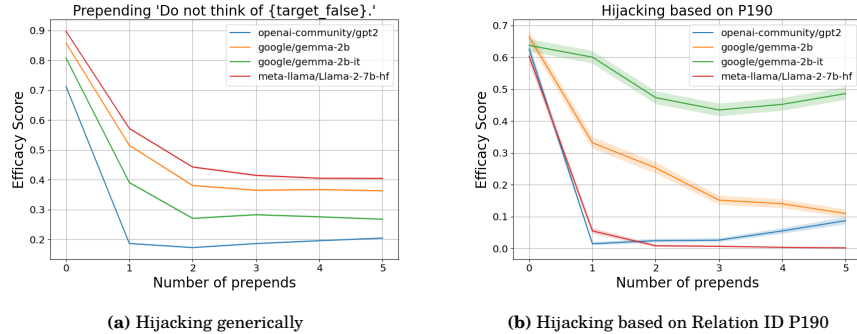 Prepending 'Do not think of {target_false}.'
Efficacy Score
0.9
0.8
0.7
0.6
0.5
0.4
0.3
0.2
openai-community/gpt2
google/gemma-2b
google/gemma-2b-it
meta-llama/Llama-2-7b-hf
0 1 2 3 4 5
Number of prepends
(a) Hijacking generically
Hijacking based on P190
Efficacy Score
0.7
0.6
0.5
0.4
0.3
0.2
0.1
0.0
openai-community/gpt2
google/gemma-2b
google/gemma-2b-it
meta-llama/Llama-2-7b-hf
0 1 2 3 4 5
Number of prepends
(b) Hijacking based on Relation ID P190